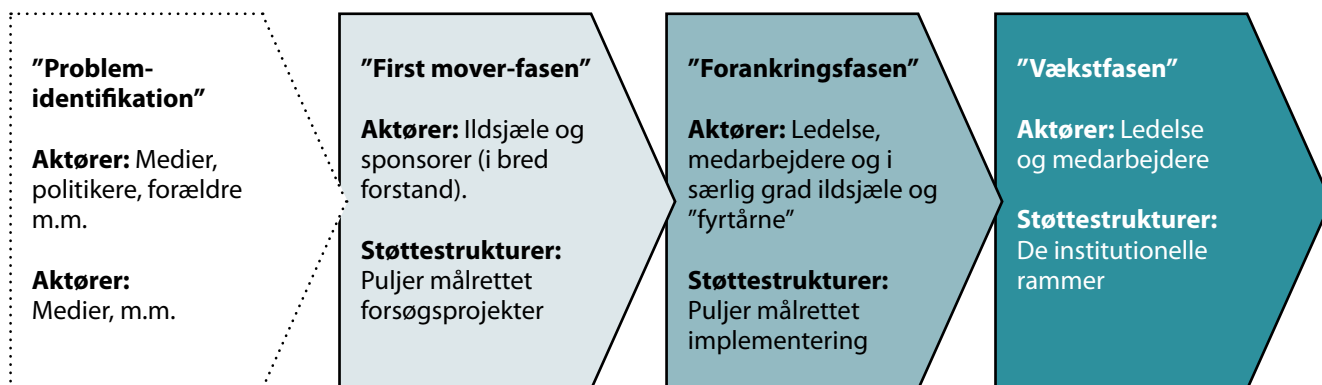 ”Problem-
identifikation”
Aktører: Medier,
politikere, forældre
m.m.
Aktører:
Medier, m.m.
”First mover-fasen”
Aktører: Ildsjæle og
sponsorer (i bred
forstand).
Støttestrukturer:
Puljer målrettet
forsøgsprojekter
”Forankringsfasen”
Aktører: Ledelse,
medarbejdere og i
særlig grad ildsjæle og
”fyrtårne”
Støttestrukturer:
Puljer målrettet
implementering
”Vækstfasen”
Aktører: Ledelse
og medarbejdere
Støttestrukturer:
De institutionelle
rammer